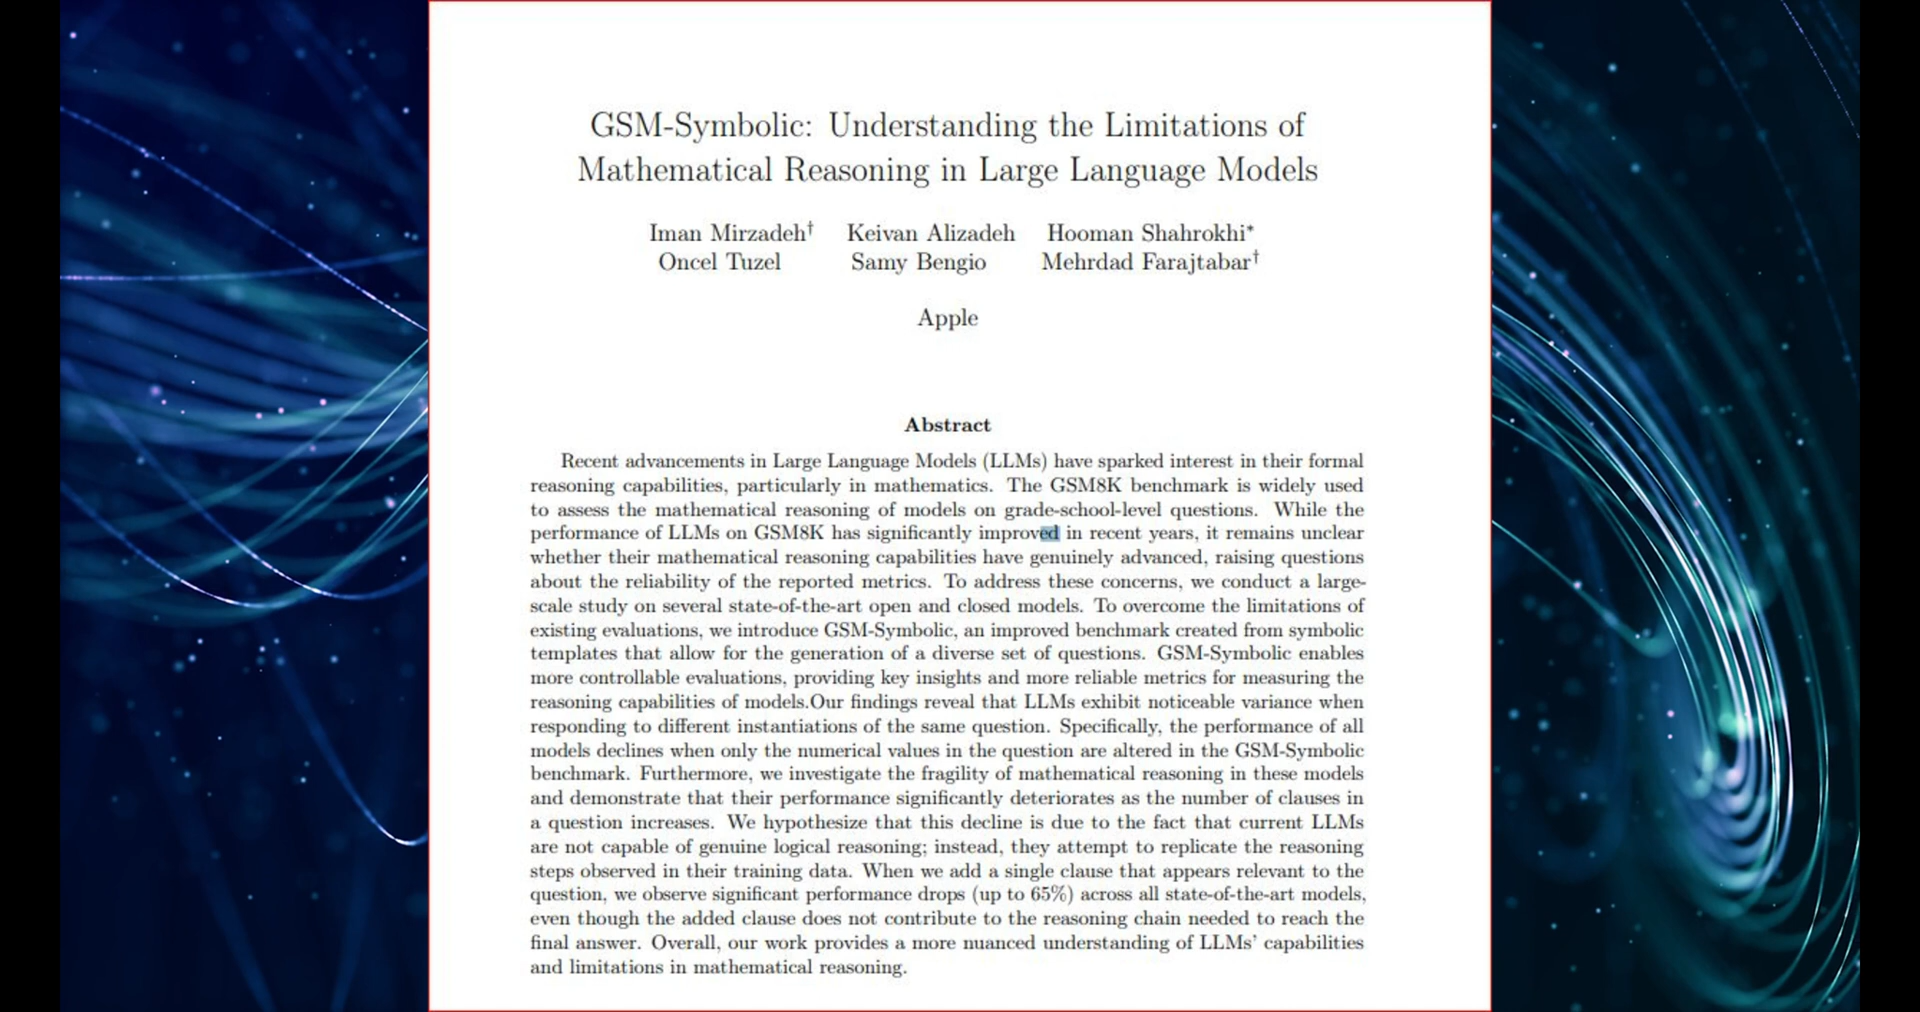 GSM-Symbolic: Understanding the Limitations of
Mathematical Reasoning in Large Language Models
Iman Mirzadeh† Keivan Alizadeh Hooman Shahrokhi*
Oncel Tuzel Samy Bengio Mehrdad Farajtabar†
Apple
Abstract
Recent advancements in Large Language Models (LLMs) have sparked interest in their formal
reasoning capabilities, particularly in mathematics. The GSM8K benchmark is widely used
to assess the mathematical reasoning of models on grade-school-level questions. While the
performance of LLMs on GSM8K has significantly improved in recent years, it remains unclear
whether their mathematical reasoning capabilities have genuinely advanced, raising questions
about the reliability of the reported metrics. To address these concerns, we conduct a large-
scale study on several state-of-the-art open and closed models. To overcome the limitations of
existing evaluations, we introduce GSM-Symbolic, an improved benchmark created from symbolic
templates that allow for the generation of a diverse set of questions. GSM-Symbolic enables
more controllable evaluations, providing key insights and more reliable metrics for measuring the
reasoning capabilities of models.Our findings reveal that LLMs exhibit noticeable variance when
responding to different instantiations of the same question. Specifically, the performance of all
models declines when only the numerical values in the question are altered in the GSM-Symbolic
benchmark. Furthermore, we investigate the fragility of mathematical reasoning in these models
and demonstrate that their performance significantly deteriorates as the number of clauses in
a question increases. We hypothesize that this decline is due to the fact that current LLMs
are not capable of genuine logical reasoning; instead, they attempt to replicate the reasoning
steps observed in their training data. When we add a single clause that appears relevant to the
question, we observe significant performance drops (up to 65%) across all state-of-the-art models,
even though the added clause does not contribute to the reasoning chain needed to reach the
final answer. Overall, our work provides a more nuanced understanding of LLMs' capabilities
and limitations in mathematical reasoning.